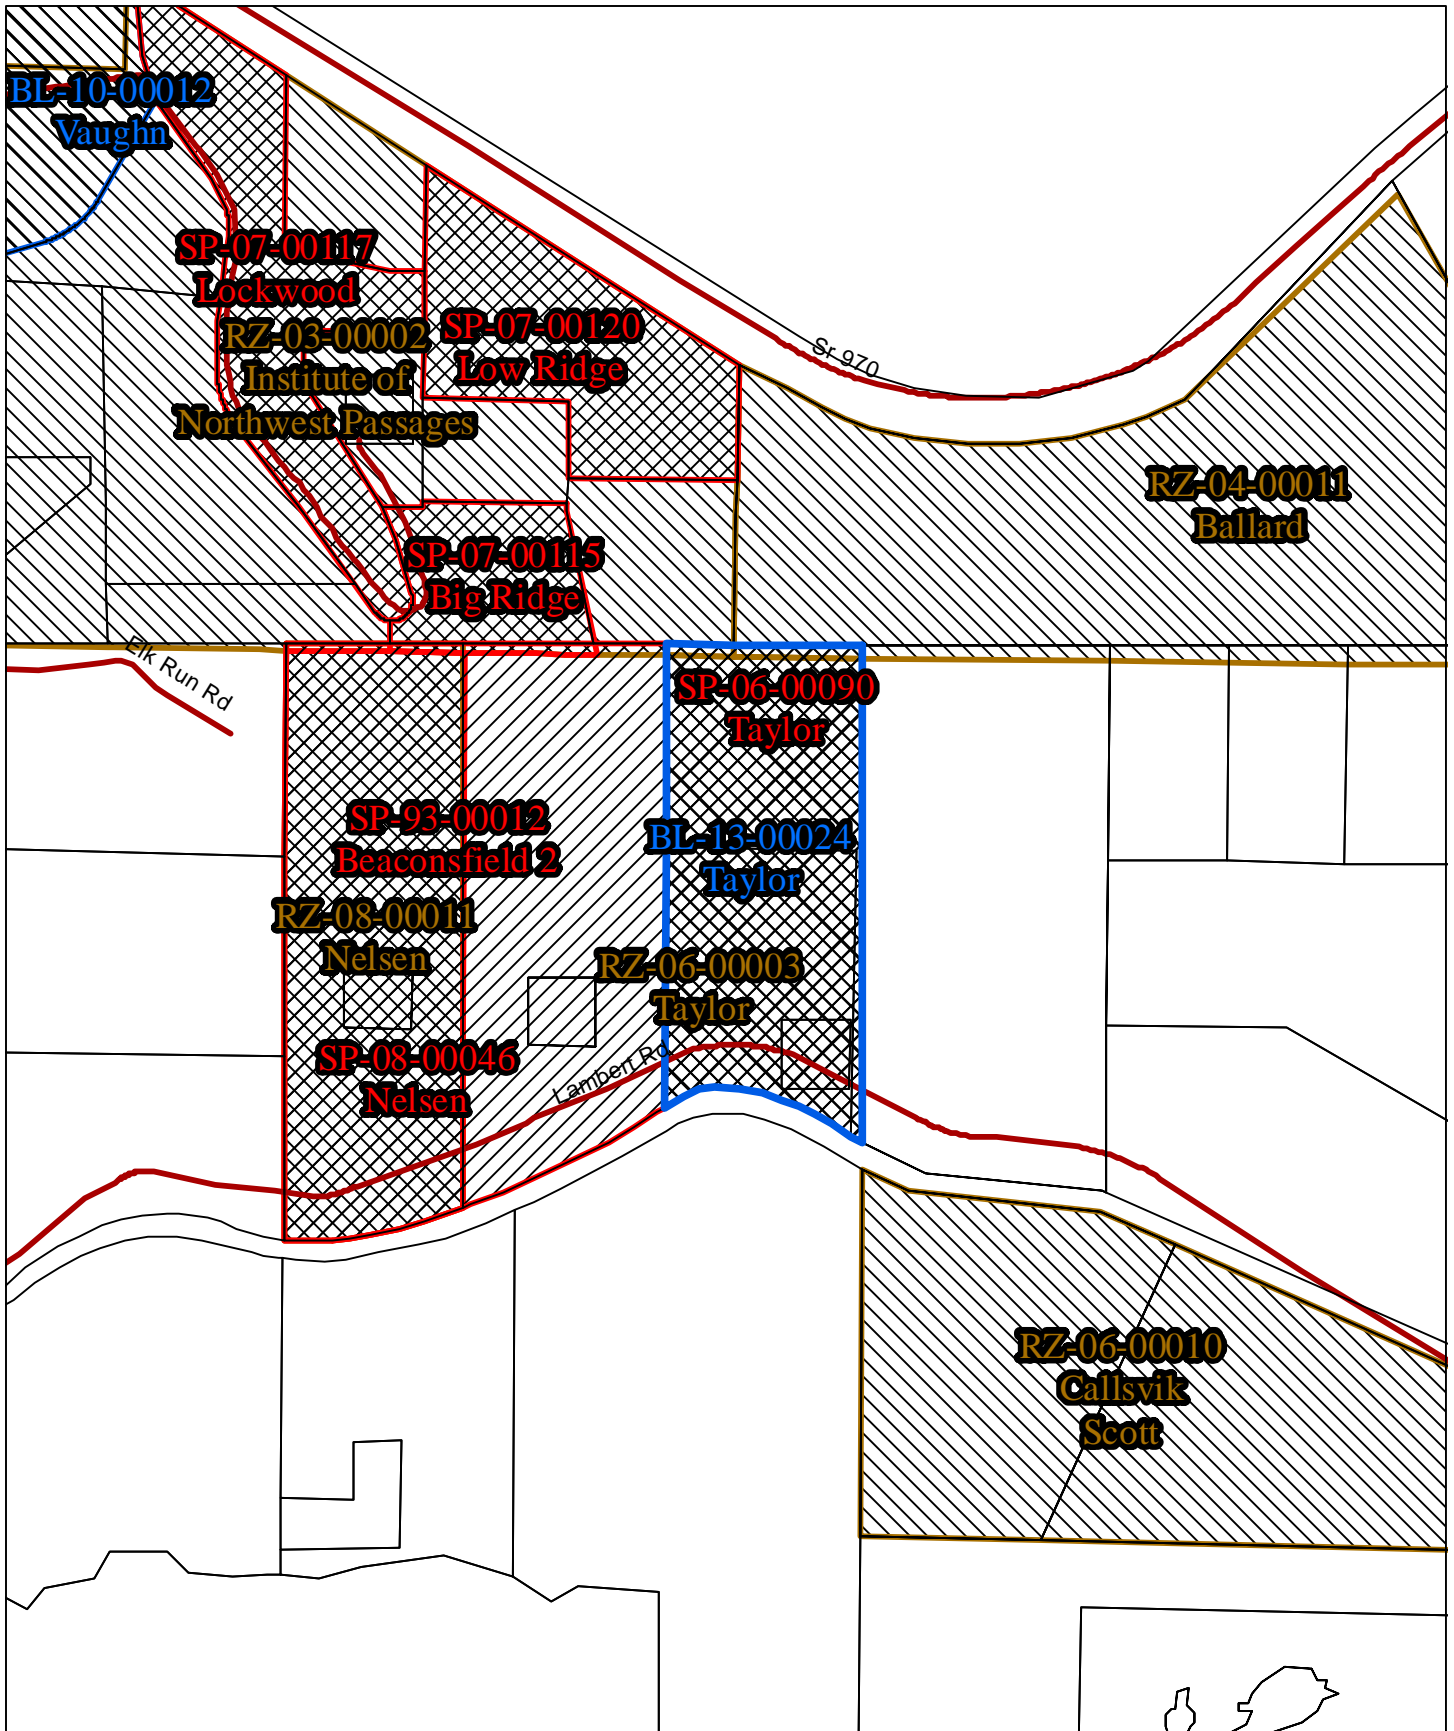 BL-10-00012
Vaughn
SP-07-00117
Lockwood
RZ-03-00002
Institute of
Northwest Passages
SP-07-00120
Low Ridge
Sr 970
RZ-04-00011
Ballard
SP-07-00115
Big Ridge
Elk Run Rd
SP-06-00090
Taylor
SP-93-00012
Beaconsfield 2
BL-13-00024
Taylor
RZ-08-00011
Nelsen
RZ-06-00003
Taylor
SP-08-00046
Nelsen
Lambert Rd
RZ-06-00010
Callsvik
Scott